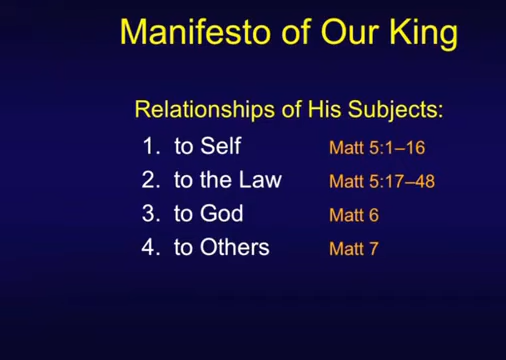 Manifesto of Our King
Relationships of His Subjects:
1. to Self Matt 5:1–16
2. to the Law Matt 5:17–48
3. to God Matt 6
4. to Others Matt 7